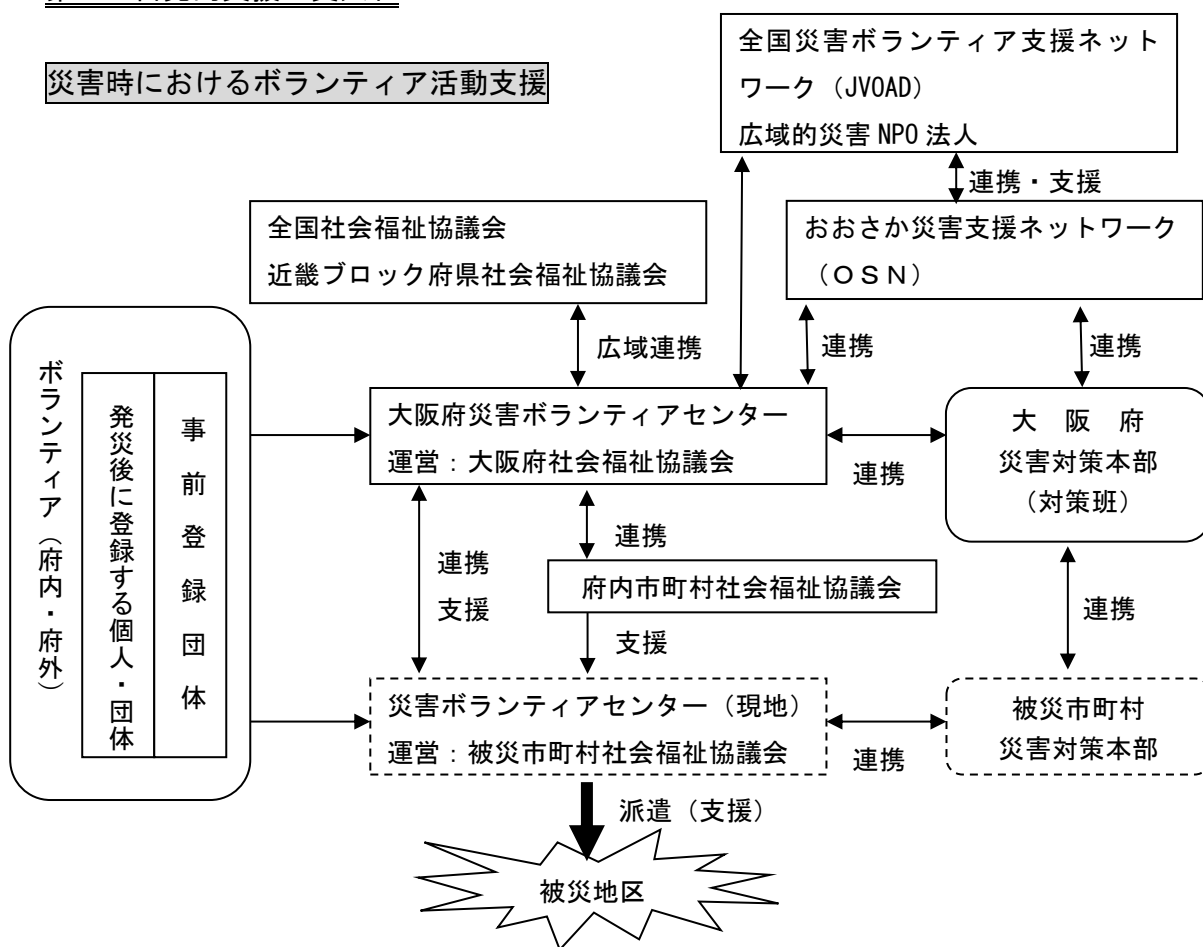 災害時におけるボランティア活動支援
全国災害ボランティア支援ネット
ワーク（JVOAD）
広域的災害 NPO 法人
連携・支援
全国社会福祉協議会
近畿ブロック府県社会福祉協議会
おおさか災害支援ネットワーク
（ＯＳＮ）
広域連携
連携
連携
ボランティア（府内・府外）
発災後に登録する個人・団体
事前登録団体
大阪府災害ボランティアセンター
運営：大阪府社会福祉協議会
連携
大　阪　府
災害対策本部
（対策班）
連携
支援
連携
府内市町村社会福祉協議会
支援
連携
災害ボランティアセンター（現地）
運営：被災市町村社会福祉協議会
連携
被災市町村
災害対策本部
派遣（支援）
被災地区